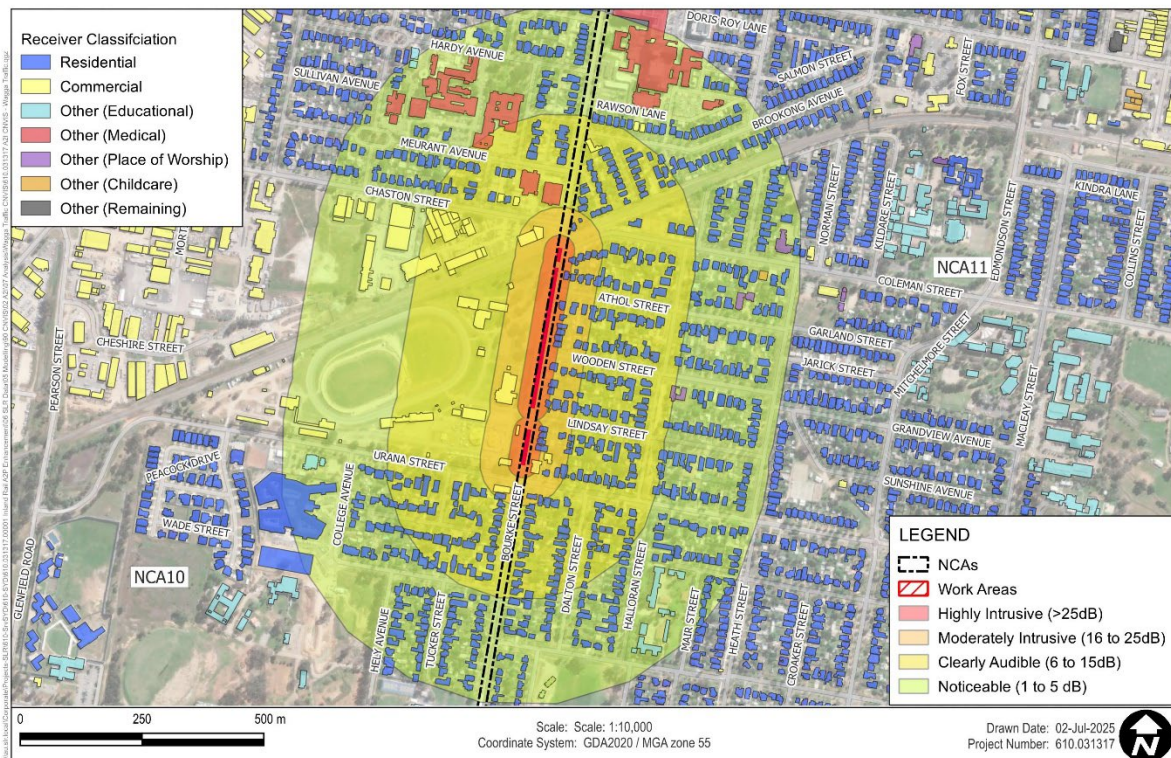 Receiver Classifciation
Residential
Commercial
Other (Educational)
Other (Medical)
Other (Place of Worship)
Other (Childcare)
Other (Remaining)
DORIS ROY LANE
HARDY AVENUE
SULLIVAN AVENUE
SALMON STREET
FOX STREET
RAWSON LANE
BROOKONG AVENUE
MEURANT AVENUE
CHASTON STREET
NORMAN STREET
KILDARE STREET
EDMONDSON STREET
KINDRA LANE
COLLINS STREET
NCA11
COLEMAN STREET
ATHOL STREET
GARLAND STREET
MITCHELMORE STREET
JARICK STREET
CHESHIRE STREET
PEARSON STREET
WOODEN STREET
MACLEAY STREET
LINDSAY STREET
GRANDVIEW AVENUE
URANA STREET
SUNSHINE AVENUE
PEACOCK DRIVE
COLLEGE AVENUE
BOURKE STREET
WADE STREET
NCA10
GLENFIELD ROAD
DALTON STREET
HALLORAN STREET
MAIR STREET
HEATH STREET
CROAKER STREET
HELY AVENUE
TUCKER STREET
LEGEND
NCAs
Work Areas
Highly Intrusive (>25dB)
Moderately Intrusive (16 to 25dB)
Clearly Audible (6 to 15dB)
Noticeable (1 to 5 dB)
0 250 500 m
Scale: Scale: 1:10,000
Coordinate System: GDA2020 / MGA zone 55
Drawn Date: 02-Jul-2025
Project Number: 610.031317
N